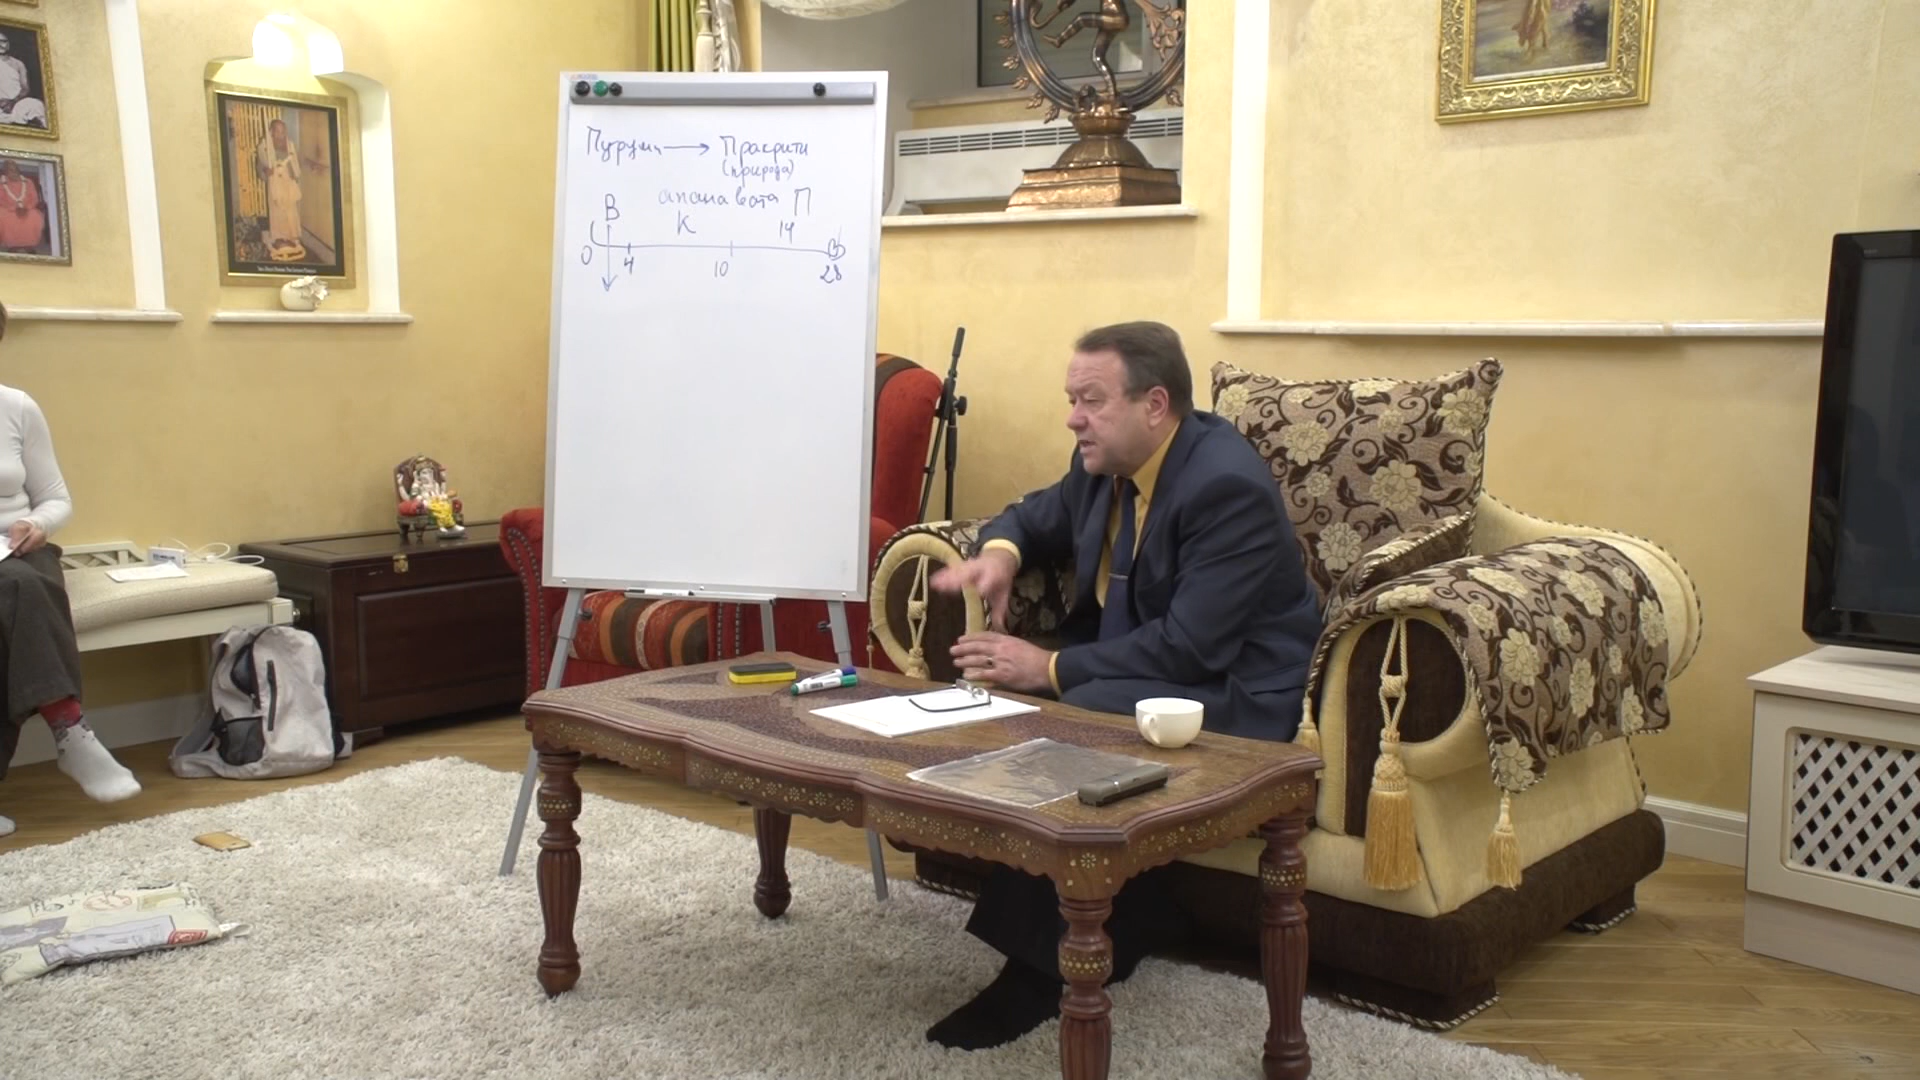 Пуруша → Пракрити
(природа)
апана вата П
В К 14
0 4 10 28